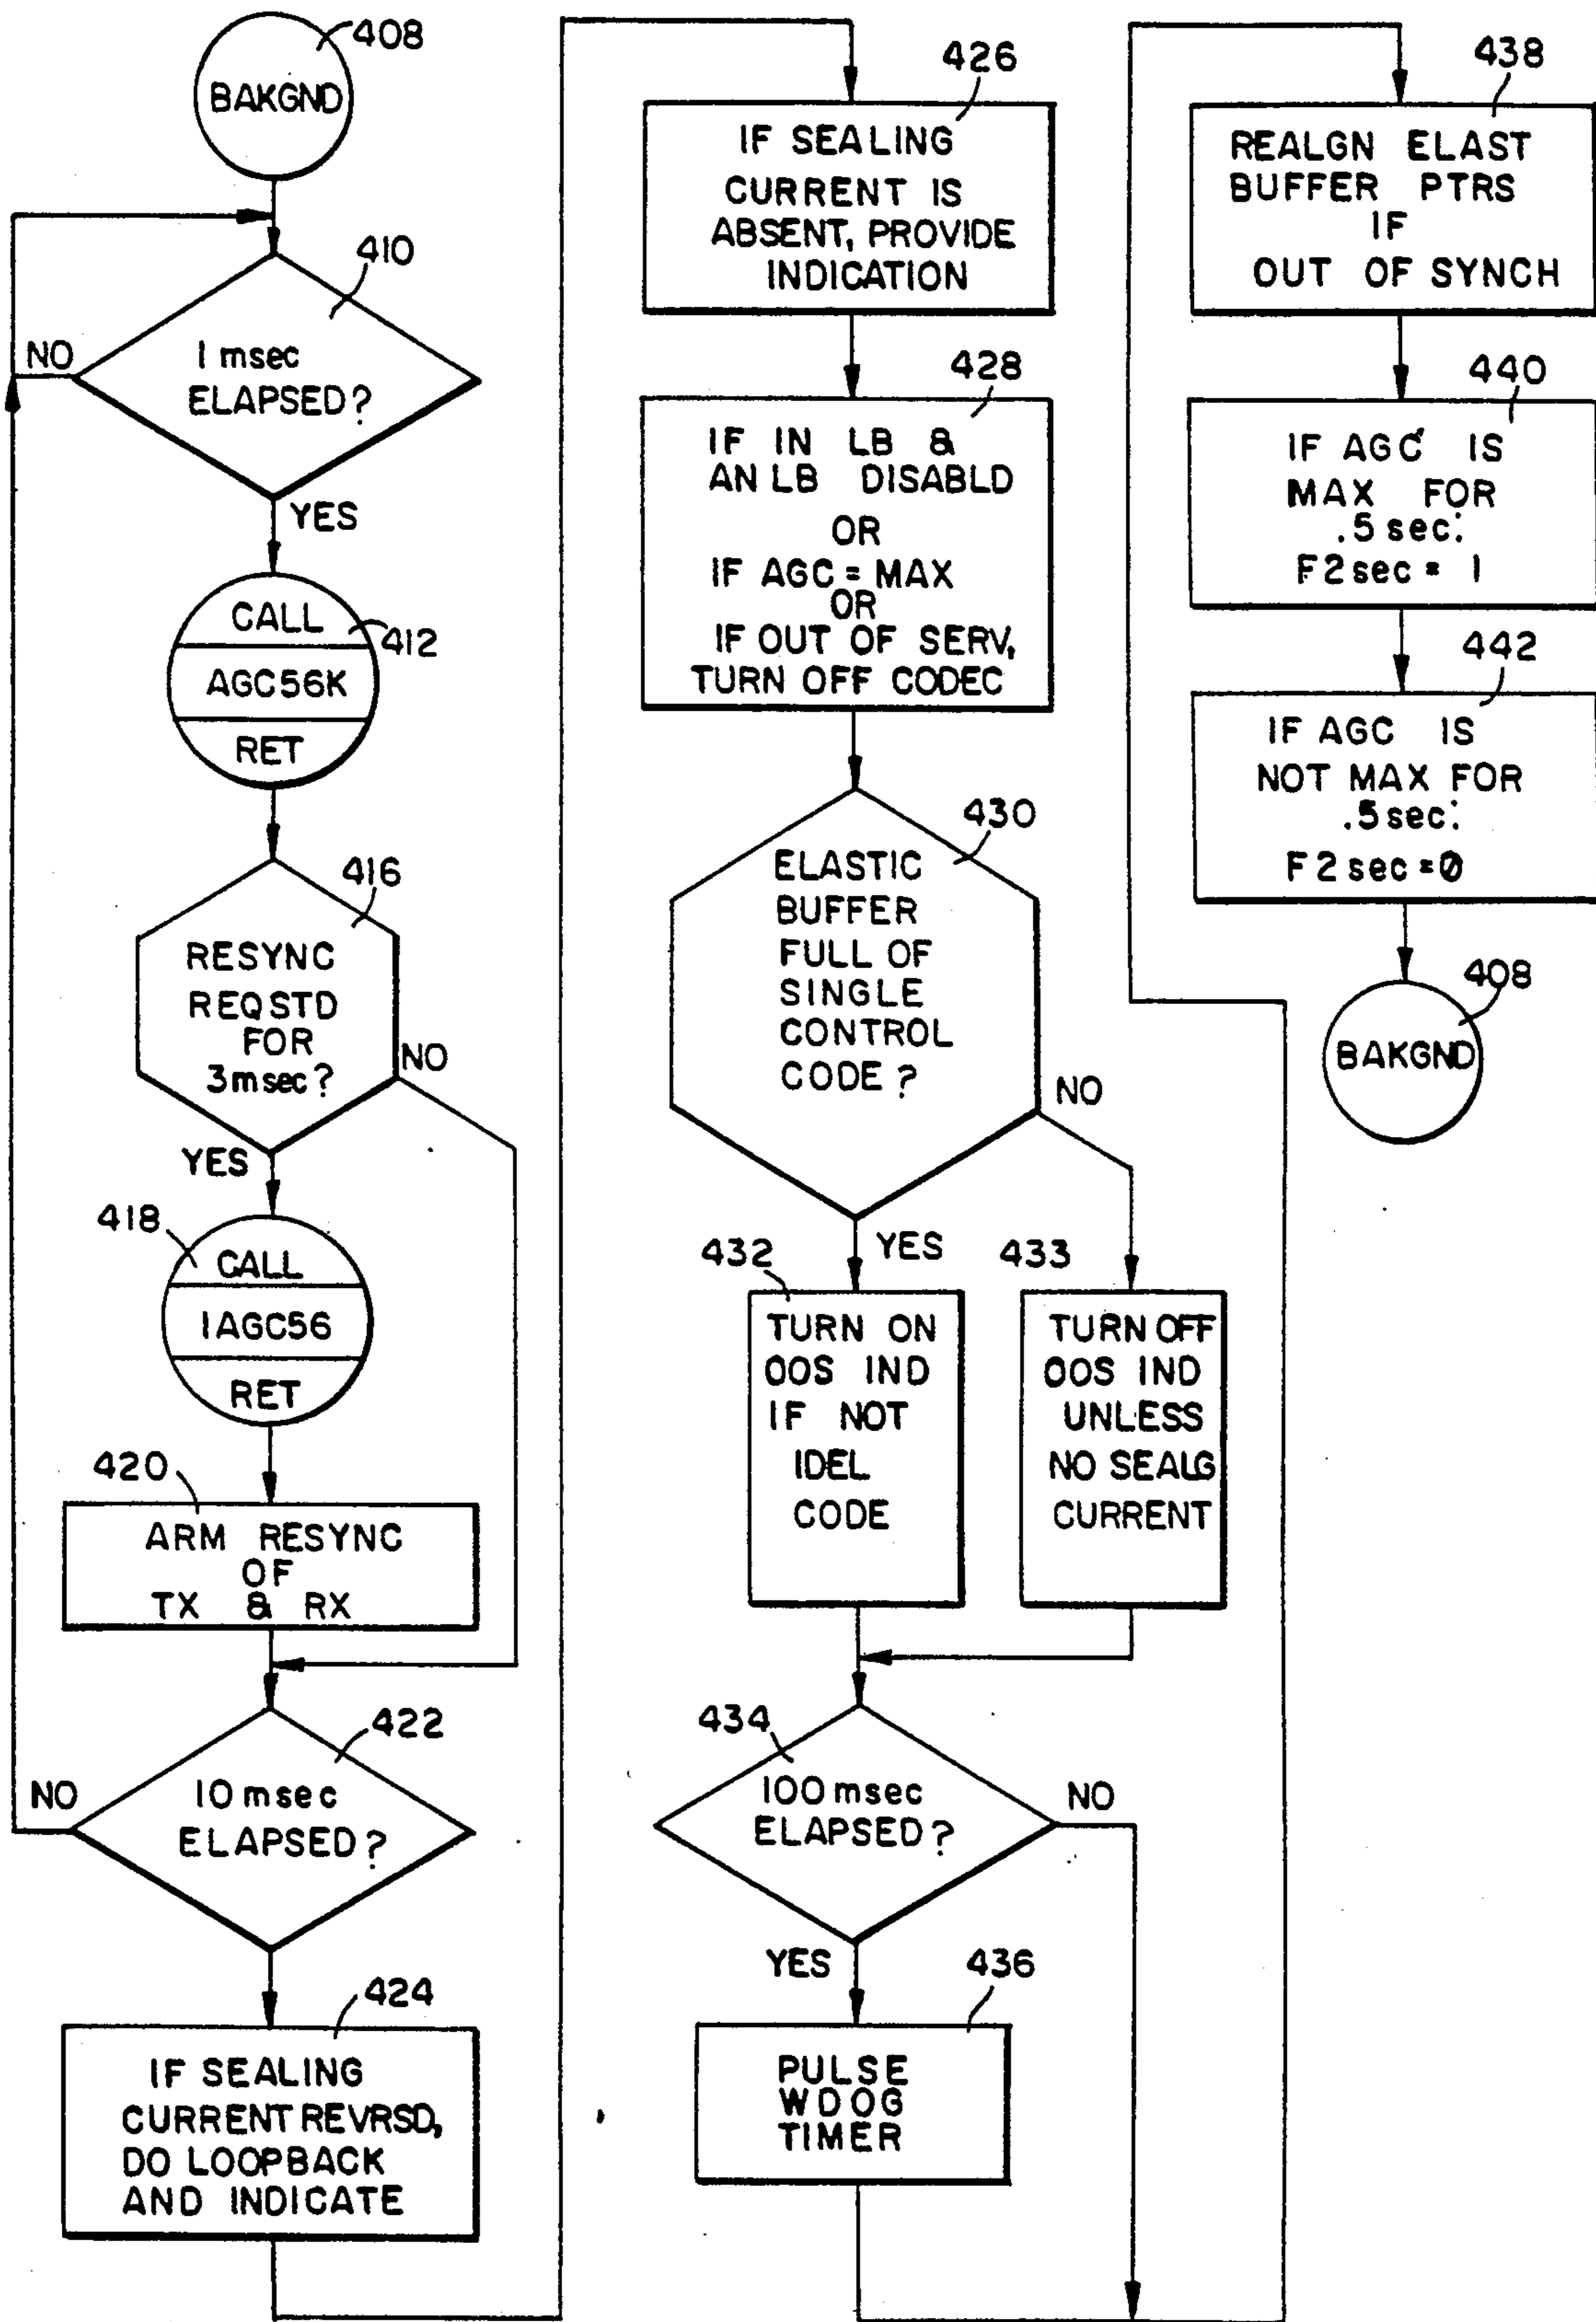 408
BAKGND
410
1 msec
ELAPSED?
NO
YES
CALL
412
AGC56K
RET
416
RESYNC
REQSTD
FOR
3msec?
NO
YES
418
CALL
IAGC56
RET
420
ARM RESYNC
OF
TX & RX
422
10 msec
ELAPSED?
NO
424
IF SEALING
CURRENT REVRSD,
DO LOOPBACK
AND INDICATE
426
IF SEALING
CURRENT IS
ABSENT, PROVIDE
INDICATION
428
IF IN LB &
AN LB DISABLD
OR
IF AGC = MAX
OR
IF OUT OF SERV,
TURN OFF CODEC
430
ELASTIC
BUFFER
FULL OF
SINGLE
CONTROL
CODE?
NO
YES
432
TURN ON
OOS IND
IF NOT
IDEL
CODE
433
TURN OFF
OOS IND
UNLESS
NO SEALG
CURRENT
434
100 msec
ELAPSED?
NO
YES
436
PULSE
WDOG
TIMER
438
REALGN ELAST
BUFFER PTRS
IF
OUT OF SYNCH
440
IF AGC IS
MAX FOR
.5 sec:
F2sec = 1
442
IF AGC IS
NOT MAX FOR
.5sec:
F2sec=0
408
BAKGND